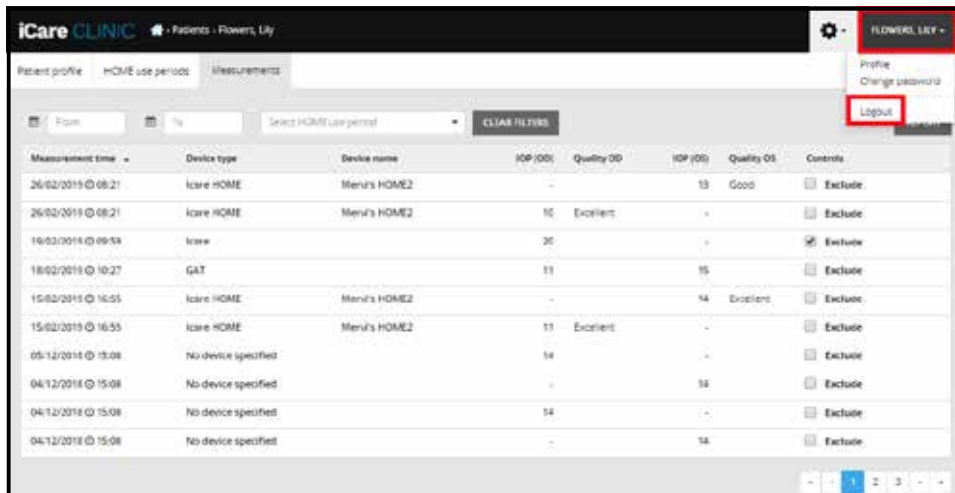 iCare CLINIC Patients - Flowers, Lily FLOWERS, LILY
Patient profile HOME use periods Measurements
Profile
Change password
Logout
From To Select HOME use period CLEAR FILTERS
Measurement time Device type Device name IOP (OD) Quality OD IOP (OS) Quality OS Controls
26/02/2019 08:21 Icare HOME Mervi's HOME2 13 Good Exclude
26/02/2019 08:21 Icare HOME Mervi's HOME2 10 Excellent - Exclude
19/02/2019 09:59 Icare 20 - Exclude
18/02/2019 10:27 GAT 11 15 Exclude
15/02/2019 16:55 Icare HOME Mervi's HOME2 - 14 Excellent Exclude
15/02/2019 16:55 Icare HOME Mervi's HOME2 11 Excellent - Exclude
05/12/2018 15:08 No device specified 14 - Exclude
04/12/2018 15:08 No device specified - 14 Exclude
04/12/2018 15:08 No device specified 14 - Exclude
04/12/2018 15:08 No device specified - 14 Exclude
1 2 3